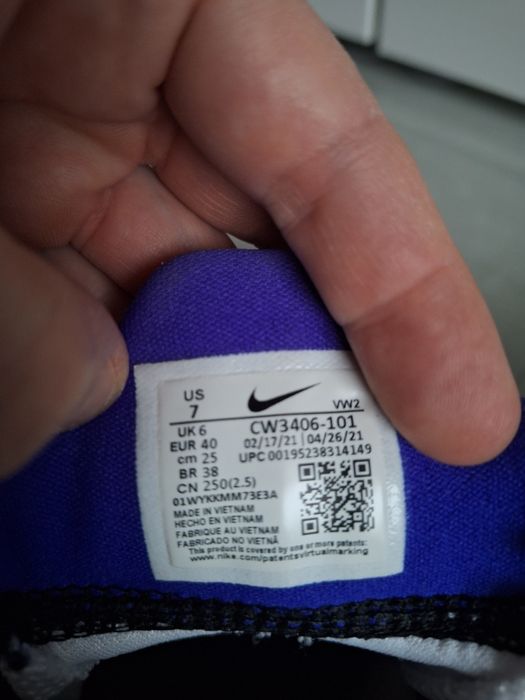 US
7
VW2
UK 6
CW3406-101
EUR 40
02/17/21 | 04/26/21
cm 25
UPC 00195238314149
BR 38
CN 250(2.5)
01WYKKMM73E3A
MADE IN VIETNAM
HECHO EN VIETNAM
FABRIQUE AU VIETNAM
FABRICADO NO VIETNÃ
This product is covered by one or more patents:
www.nike.com/patentsvirtualmarking